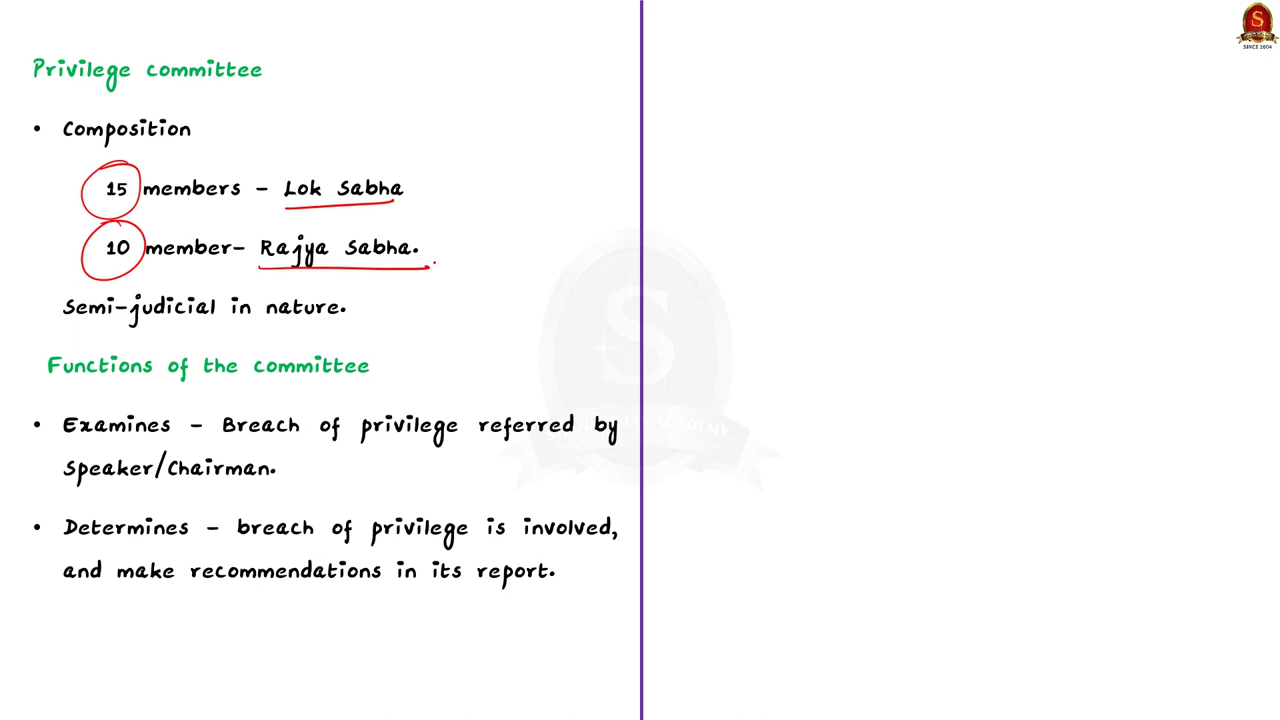 Privilege committee
• Composition
15 members - Lok Sabha
10 member- Rajya Sabha.
Semi-judicial in nature.
Functions of the committee
• Examines - Breach of privilege referred by
Speaker/Chairman.
• Determines - breach of privilege is involved,
and make recommendations in its report.
S
SINCE 2004
S